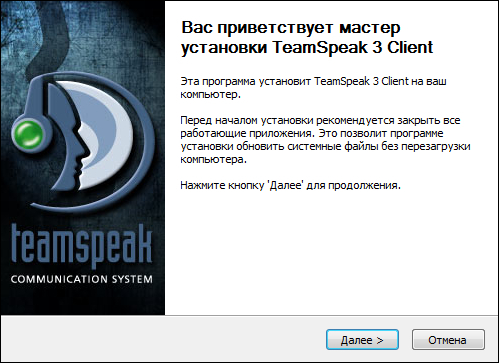 Вас приветствует мастер
установки TeamSpeak 3 Client
Эта программа установит TeamSpeak 3 Client на ваш
компьютер.
Перед началом установки рекомендуется закрыть все
работающие приложения. Это позволит программе
установки обновить системные файлы без перезагрузки
компьютера.
Нажмите кнопку 'Далее' для продолжения.
teamspeak
COMMUNICATION SYSTEM
Далее >
Отмена